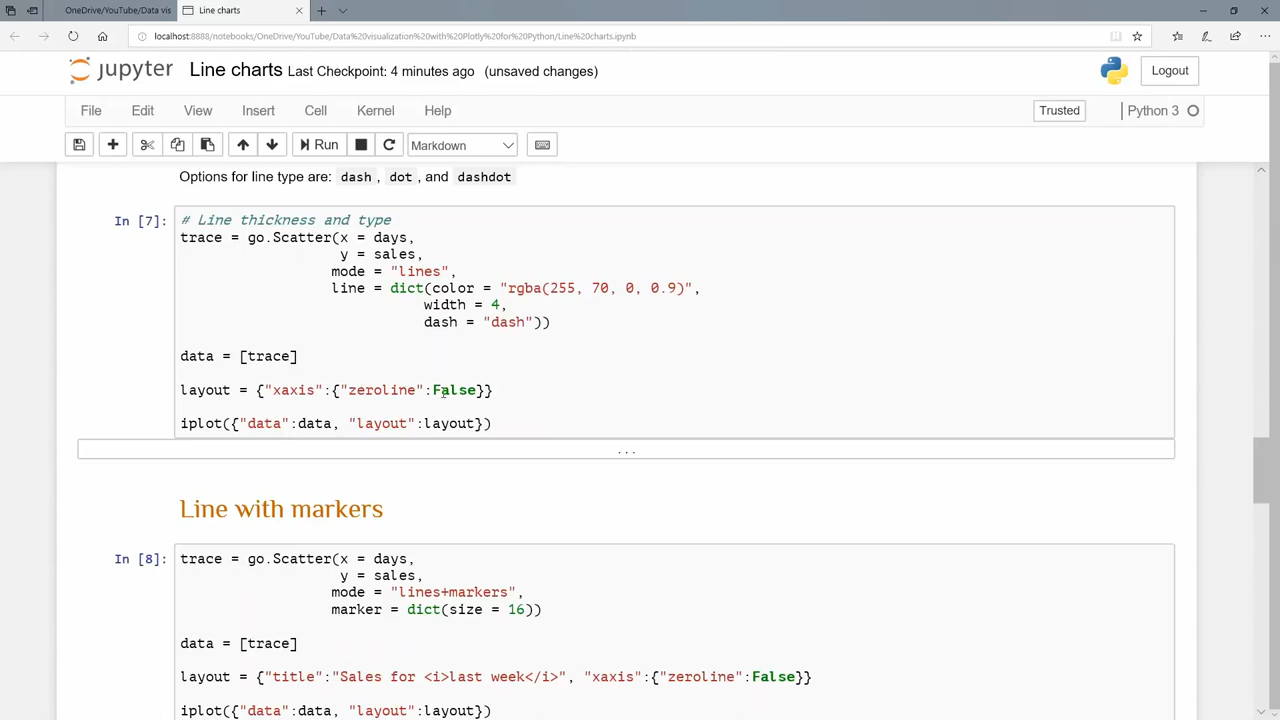 OneDrive/YouTube/Data vis
Line charts
localhost:8888/notebooks/OneDrive/YouTube/Data%20visualization%20with%20Plotly%20for%20Python/Line%20charts.ipynb
jupyter Line charts Last Checkpoint: 4 minutes ago (unsaved changes) Logout
File Edit View Insert Cell Kernel Help Trusted Python 3
Run Markdown
Options for line type are: dash, dot, and dashdot
In [7]:
# Line thickness and type
trace = go.Scatter(x = days,
y = sales,
mode = "lines",
line = dict(color = "rgba(255, 70, 0, 0.9)",
width = 4,
dash = "dash"))
data = [trace]
layout = {"xaxis":{"zeroline":False}}
iplot({"data":data, "layout":layout})
...
Line with markers
In [8]: trace = go.Scatter(x = days,
y = sales,
mode = "lines+markers",
marker = dict(size = 16))
data = [trace]
layout = {"title":"Sales for <i>last week</i>", "xaxis":{"zeroline":False}}
iplot({"data":data, "layout":layout})